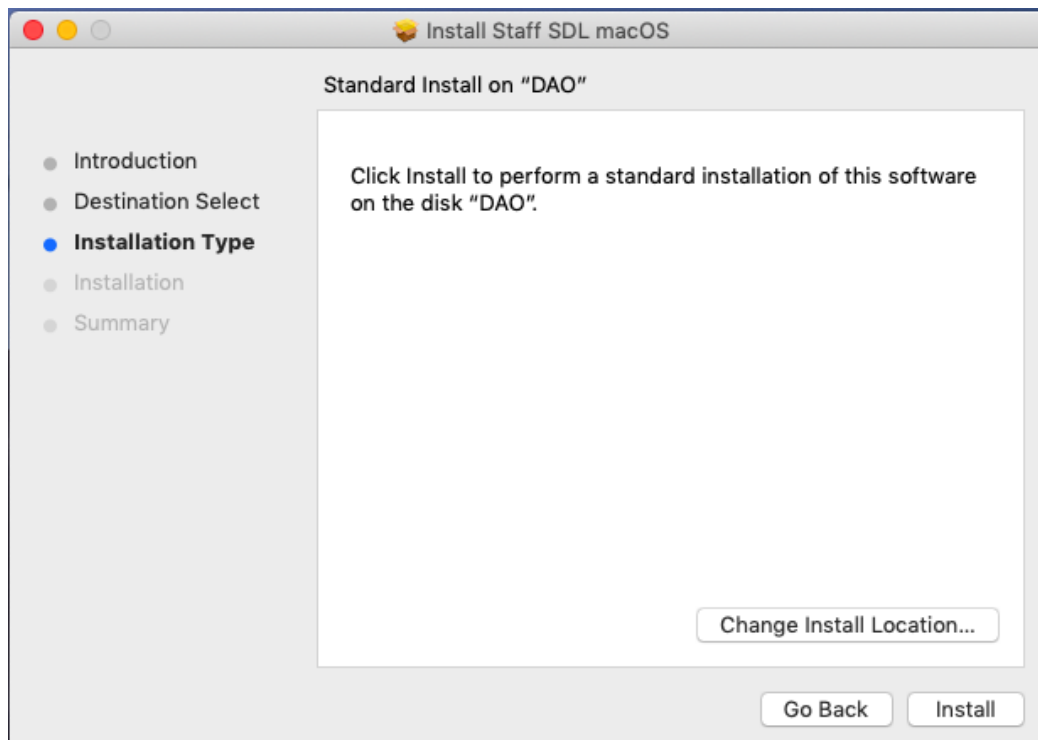 Install Staff SDL macOS
Standard Install on “DAO”
Introduction
Destination Select
Installation Type
Installation
Summary
Click Install to perform a standard installation of this software
on the disk “DAO”.
Change Install Location...
Go Back
Install